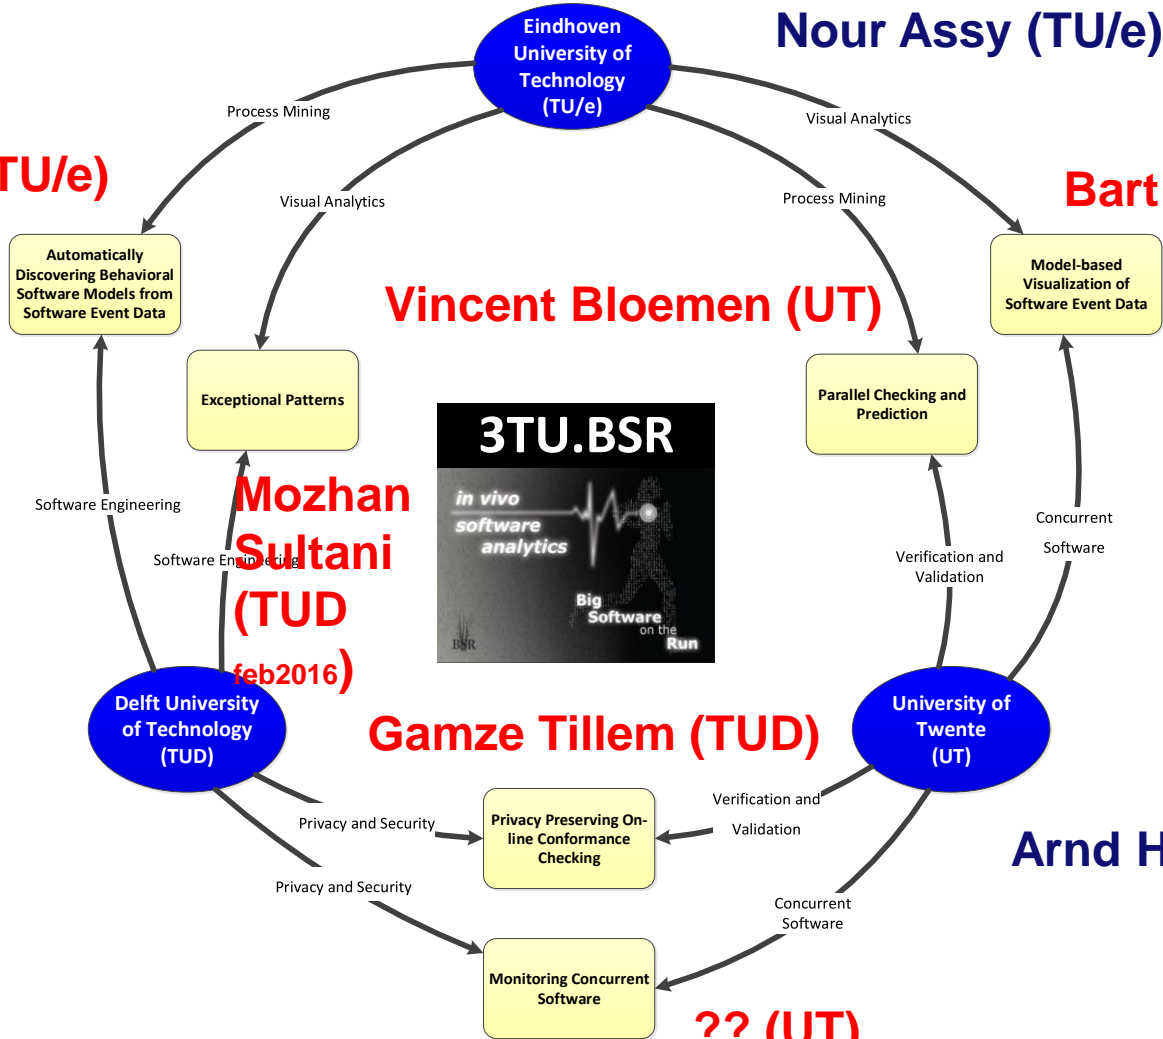 Eindhoven
University of
Technology
(TU/e)
Nour Assy (TU/e)
Process Mining
Visual Analytics
TU/e)
Visual Analytics
Process Mining
Bart
Automatically
Discovering Behavioral
Software Models from
Software Event Data
Model-based
Visualization of
Software Event Data
Vincent Bloemen (UT)
Exceptional Patterns
Parallel Checking and
Prediction
3TU.BSR
in vivo
software
analytics
Big
Software
on the
Run
BSR
Software Engineering
Mozhan
Sultani
(TUD
feb2016)
Software Engineering
Concurrent
Software
Verification and
Validation
Delft University
of Technology
(TUD)
University of
Twente
(UT)
Gamze Tillem (TUD)
Privacy and Security
Privacy Preserving On-
line Conformance
Checking
Verification and
Validation
Arnd H
Privacy and Security
Concurrent
Software
Monitoring Concurrent
Software
?? (UT)